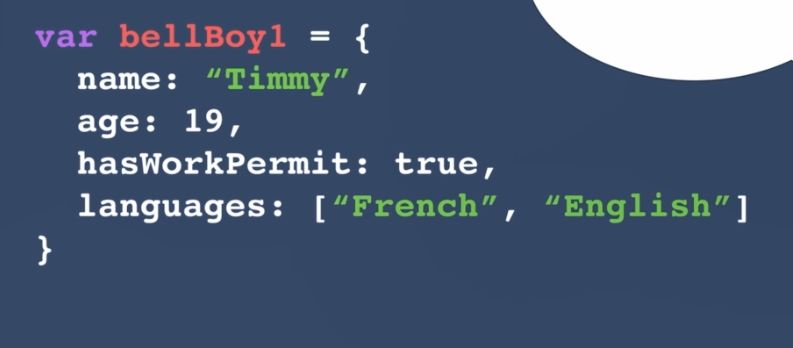 var bellBoy1 = {
name: “Timmy”,
age: 19,
hasWorkPermit: true,
languages: [“French”, “English”]
}